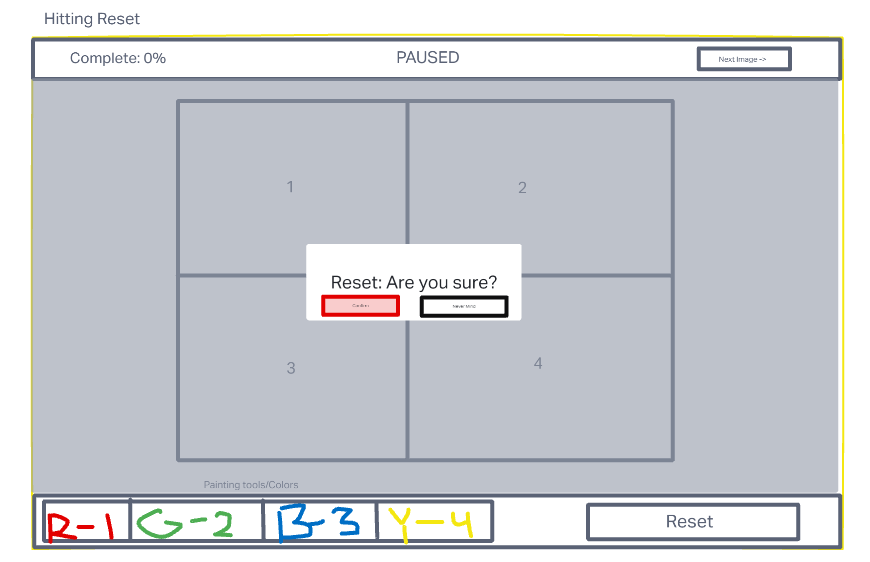 Hitting Reset
Complete: 0%
PAUSED
Next Image ->
1
2
Reset: Are you sure?
Confirm
Never Mind
3
4
Painting tools/Colors
R-1
G-2
B-3
Y-4
Reset